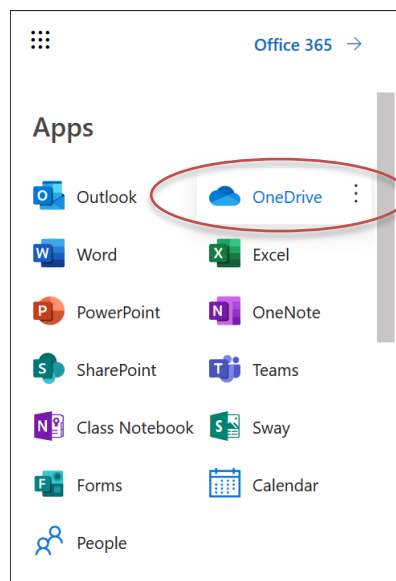 Office 365 →
Apps
Outlook OneDrive
Word Excel
PowerPoint OneNote
SharePoint Teams
Class Notebook Sway
Forms Calendar
People